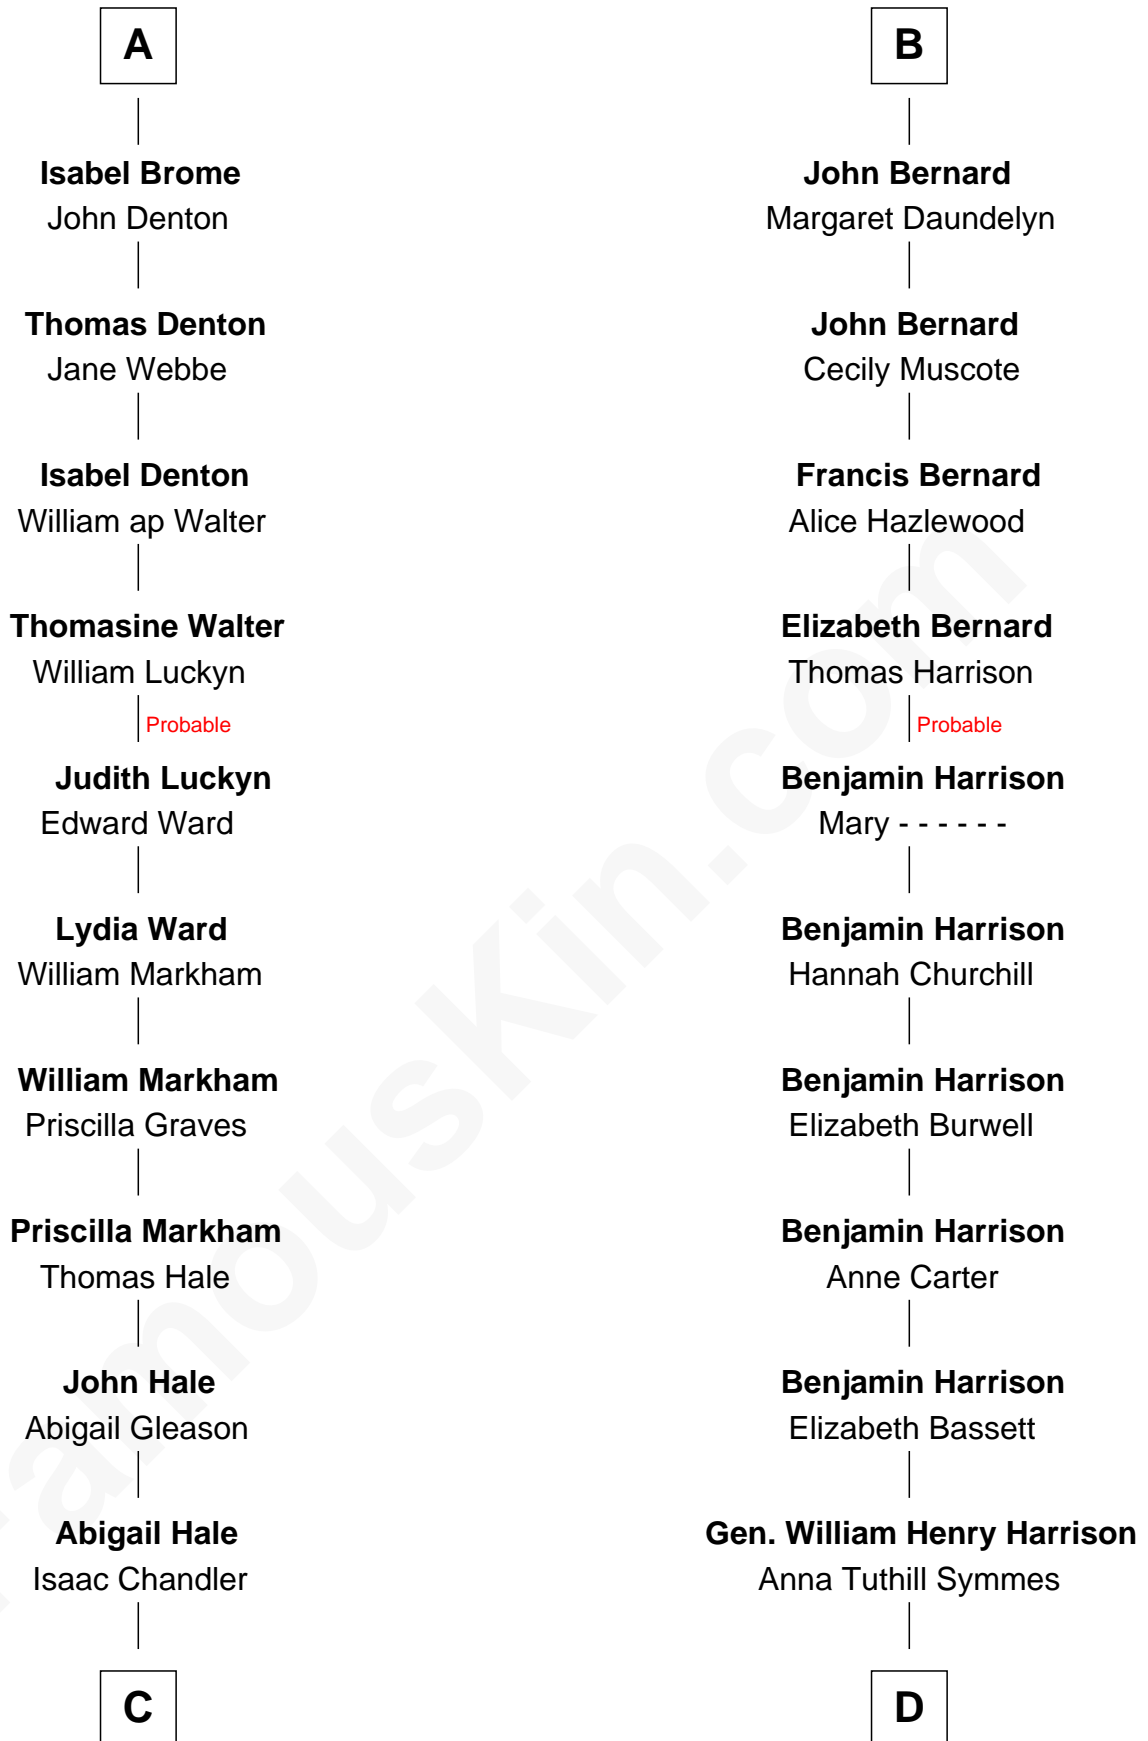 A
Isabel Brome
John Denton
Thomas Denton
Jane Webbe
Isabel Denton
William ap Walter
Thomasine Walter
William Luckyn
Probable
Judith Luckyn
Edward Ward
Lydia Ward
William Markham
William Markham
Priscilla Graves
Priscilla Markham
Thomas Hale
John Hale
Abigail Gleason
Abigail Hale
Isaac Chandler
C
B
John Bernard
Margaret Daundelyn
John Bernard
Cecily Muscote
Francis Bernard
Alice Hazlewood
Elizabeth Bernard
Thomas Harrison
Probable
Benjamin Harrison
Mary - - - - - -
Benjamin Harrison
Hannah Churchill
Benjamin Harrison
Elizabeth Burwell
Benjamin Harrison
Anne Carter
Benjamin Harrison
Elizabeth Bassett
Gen. William Henry Harrison
Anna Tuthill Symmes
D
FamousKin.com